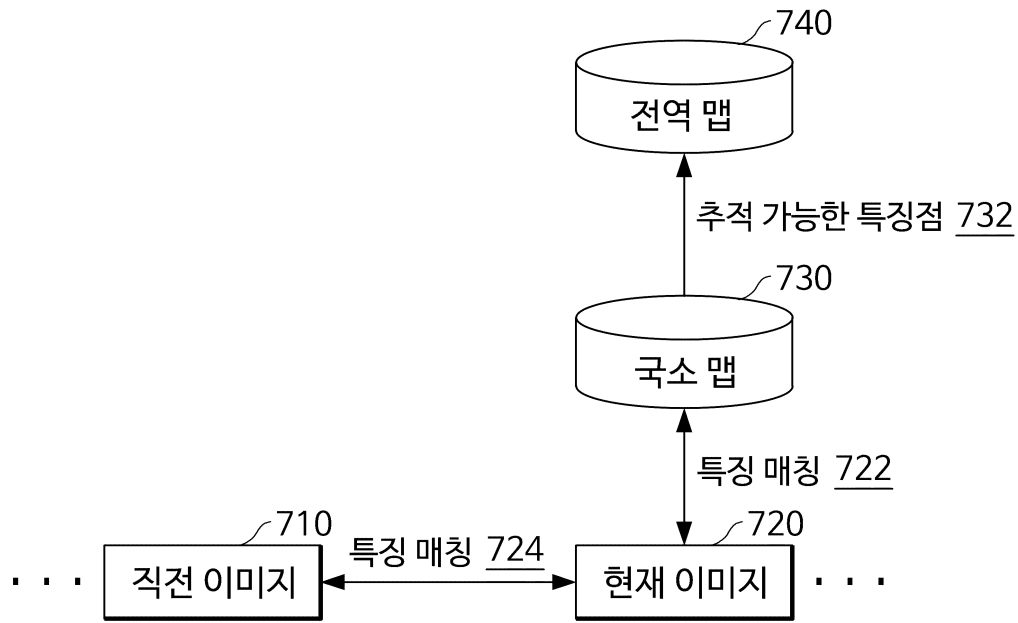 740
전역 맵
추적 가능한 특징점 732
730
국소 맵
특징 매칭 722
710
특징 매칭 724
720
· · · 직전 이미지
현재 이미지 · · ·